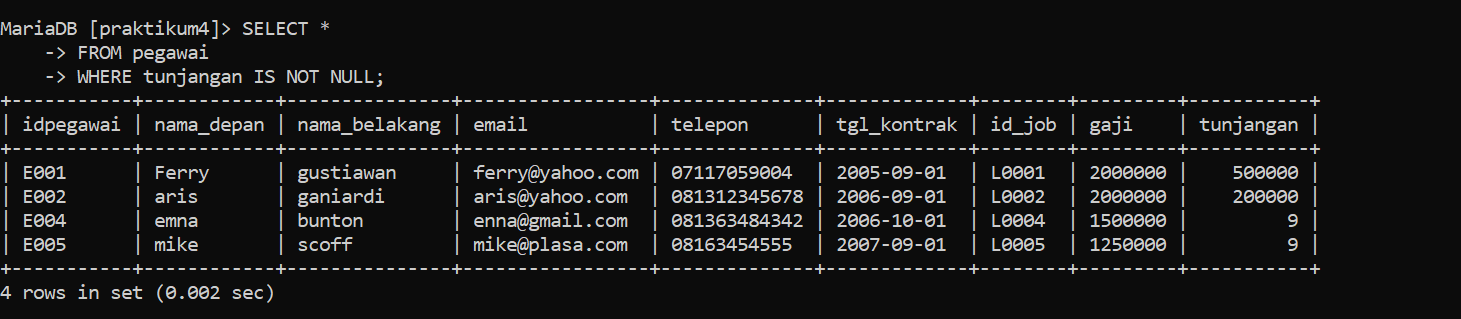 MariaDB [praktikum4]> SELECT *
    -> FROM pegawai
    -> WHERE tunjangan IS NOT NULL;
+-----------+------------+---------------+-----------------+--------------+-------------+--------+---------+-----------+
| idpegawai | nama_depan | nama_belakang | email           | telepon      | tgl_kontrak | id_job | gaji    | tunjangan |
+-----------+------------+---------------+-----------------+--------------+-------------+--------+---------+-----------+
| E001      | Ferry      | gustiawan     | ferry@yahoo.com | 07117059004  | 2005-09-01  | L0001  | 2000000 |    500000 |
| E002      | aris       | ganiardi      | aris@yahoo.com  | 081312345678 | 2006-09-01  | L0002  | 2000000 |    200000 |
| E004      | emna       | bunton        | enna@gmail.com  | 081363484342 | 2006-10-01  | L0004  | 1500000 |         9 |
| E005      | mike       | scoff         | mike@plasa.com  | 08163454555  | 2007-09-01  | L0005  | 1250000 |         9 |
+-----------+------------+---------------+-----------------+--------------+-------------+--------+---------+-----------+
4 rows in set (0.002 sec)